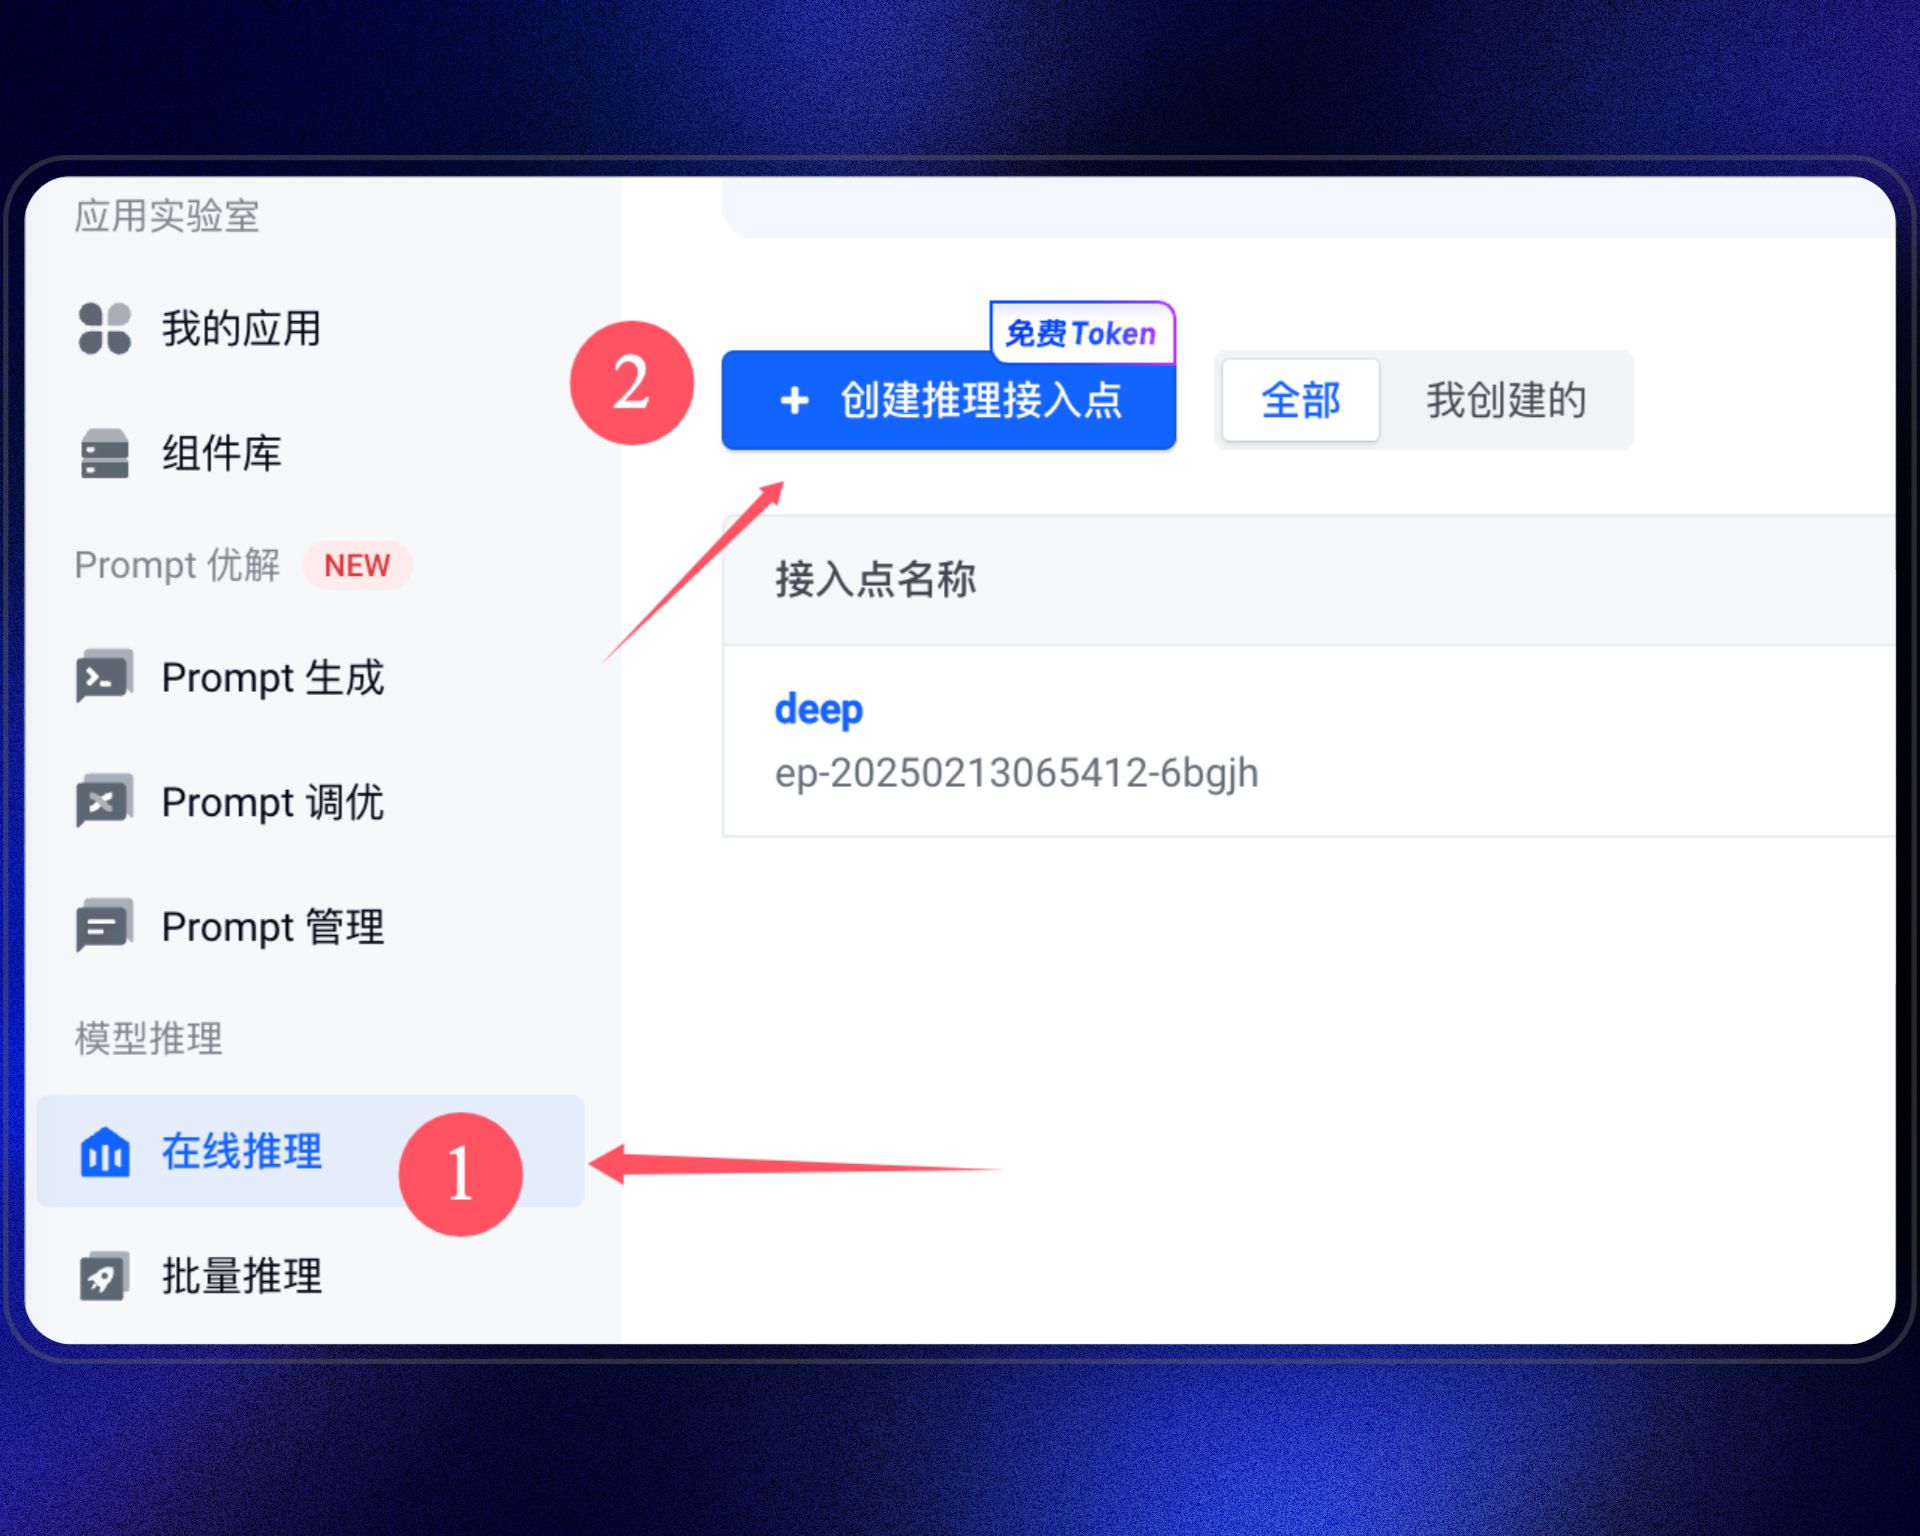 应用实验室
我的应用
组件库
Prompt 优解 NEW
Prompt 生成
Prompt 调优
Prompt 管理
模型推理
在线推理
1
批量推理
2
免费Token
+ 创建推理接入点
全部
我创建的
接入点名称
deep
ep-20250213065412-6bgjh